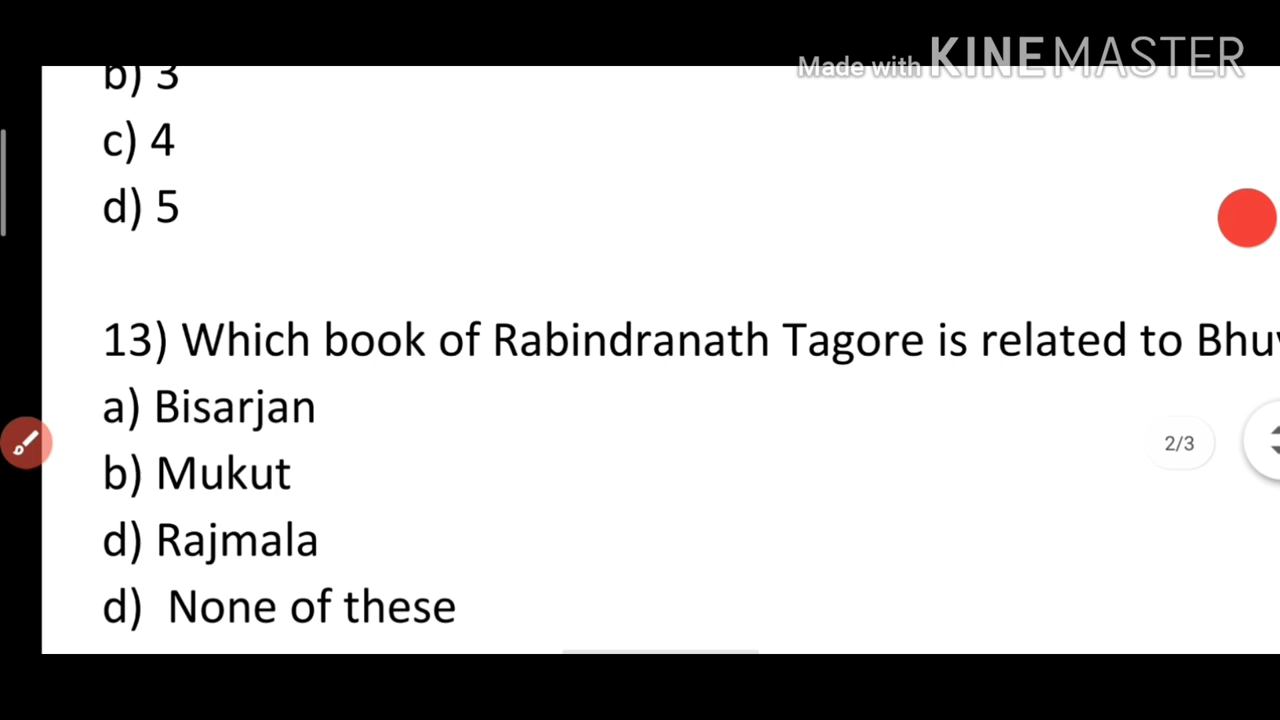 Made with KINEMASTER
b) 3
c) 4
d) 5
13) Which book of Rabindranath Tagore is related to
a) Bisarjan
b) Mukut
2/3
d) Rajmala
d) None of these